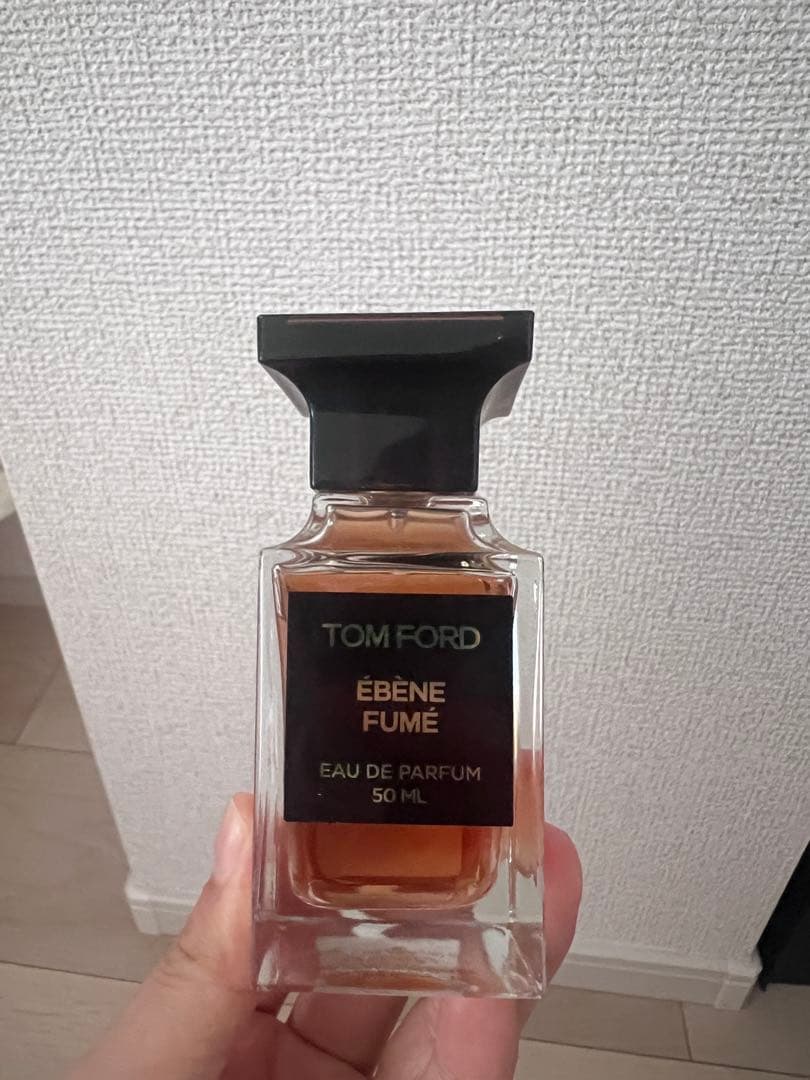 TOM FORD
ÉBÈNE
FUMÉ
EAU DE PARFUM
50 ML